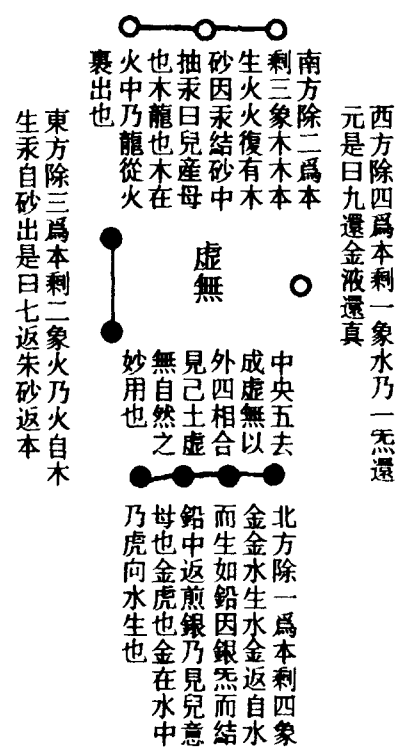 西方除四爲本剩一象水乃一炁還
元是曰九還金液還真
南方除二爲本
剩三象木木本
生火火復有木
砂因汞結砂中
抽汞曰兒產母
也木龍也木在
火中乃龍從火
裏出也
虛無
中央五去
成虛無以
外四相合
見己土虛
無自然之
妙用也
北方除一爲本剩四象
金金水生水金返自水
而生如鉛因銀炁而結
鉛中返煎銀乃見兒意
母也金虎也金在水中
乃虎向水生也
東方除三爲本剩二象火乃火自木
生汞自砂出是曰七返朱砂返本